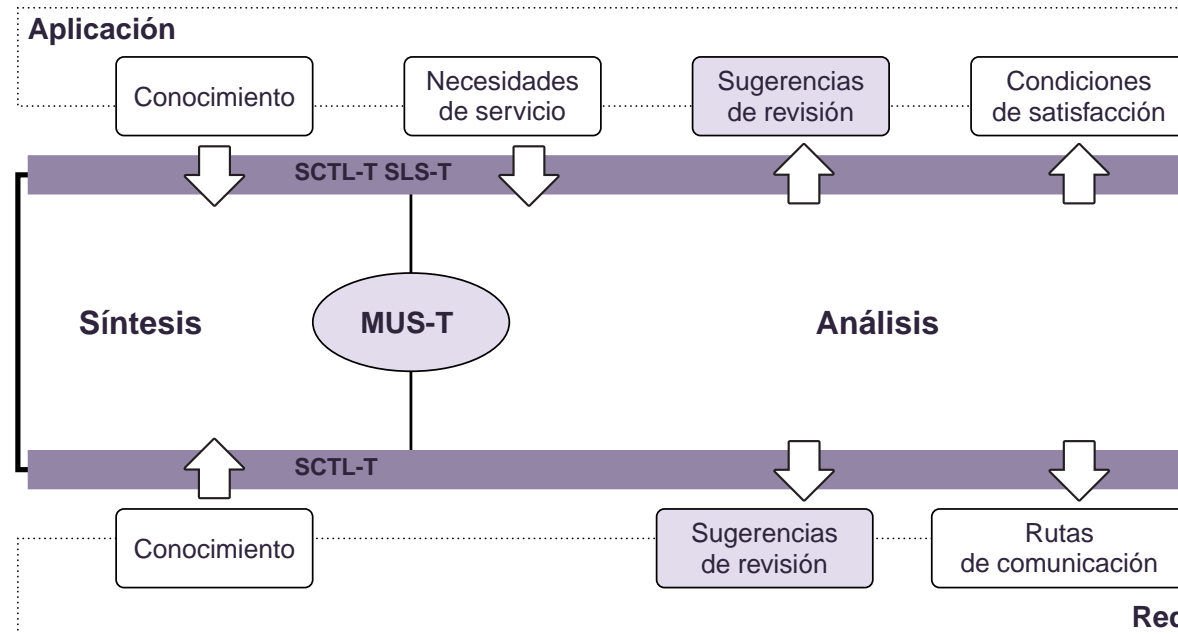 Aplicación
Conocimiento
Necesidades
de servicio
Sugerencias
de revisión
Condiciones
de satisfacción
SCTL-T SLS-T
Síntesis
MUS-T
Análisis
SCTL-T
Conocimiento
Sugerencias
de revisión
Rutas
de comunicación
Red